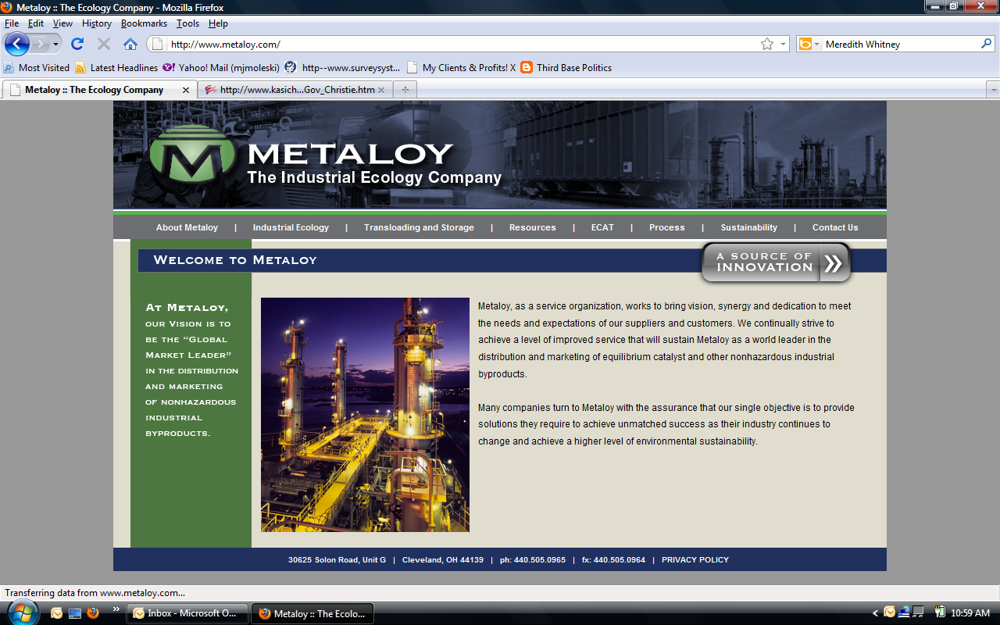 Metaloy :: The Ecology Company - Mozilla Firefox
File Edit View History Bookmarks Tools Help
http://www.metaloy.com/
Meredith Whitney
Most Visited Latest Headlines Yahoo! Mail (mjmoleski) http--www.surveysyst... My Clients & Profits! X Third Base Politics
Metaloy :: The Ecology Company http://www.kasich...Gov_Christie.htm
METALOY
The Industrial Ecology Company
About Metaloy | Industrial Ecology | Transloading and Storage | Resources | ECAT | Process | Sustainability | Contact Us
Welcome to Metaloy
A SOURCE OF
INNOVATION
At Metaloy,
our Vision is to
be the “Global
Market Leader”
in the distribution
and marketing
of nonhazardous
industrial
byproducts.
Metaloy, as a service organization, works to bring vision, synergy and dedication to meet
the needs and expectations of our suppliers and customers. We continually strive to
achieve a level of improved service that will sustain Metaloy as a world leader in the
distribution and marketing of equilibrium catalyst and other nonhazardous industrial
byproducts.
Many companies turn to Metaloy with the assurance that our single objective is to provide
solutions they require to achieve unmatched success as their industry continues to
change and achieve a higher level of environmental sustainability.
30625 Solon Road, Unit G | Cleveland, OH 44139 | ph: 440.505.0965 | fx: 440.505.0964 | PRIVACY POLICY
Transferring data from www.metaloy.com...
Inbox - Microsoft O... Metaloy :: The Ecolo... 10:59 AM